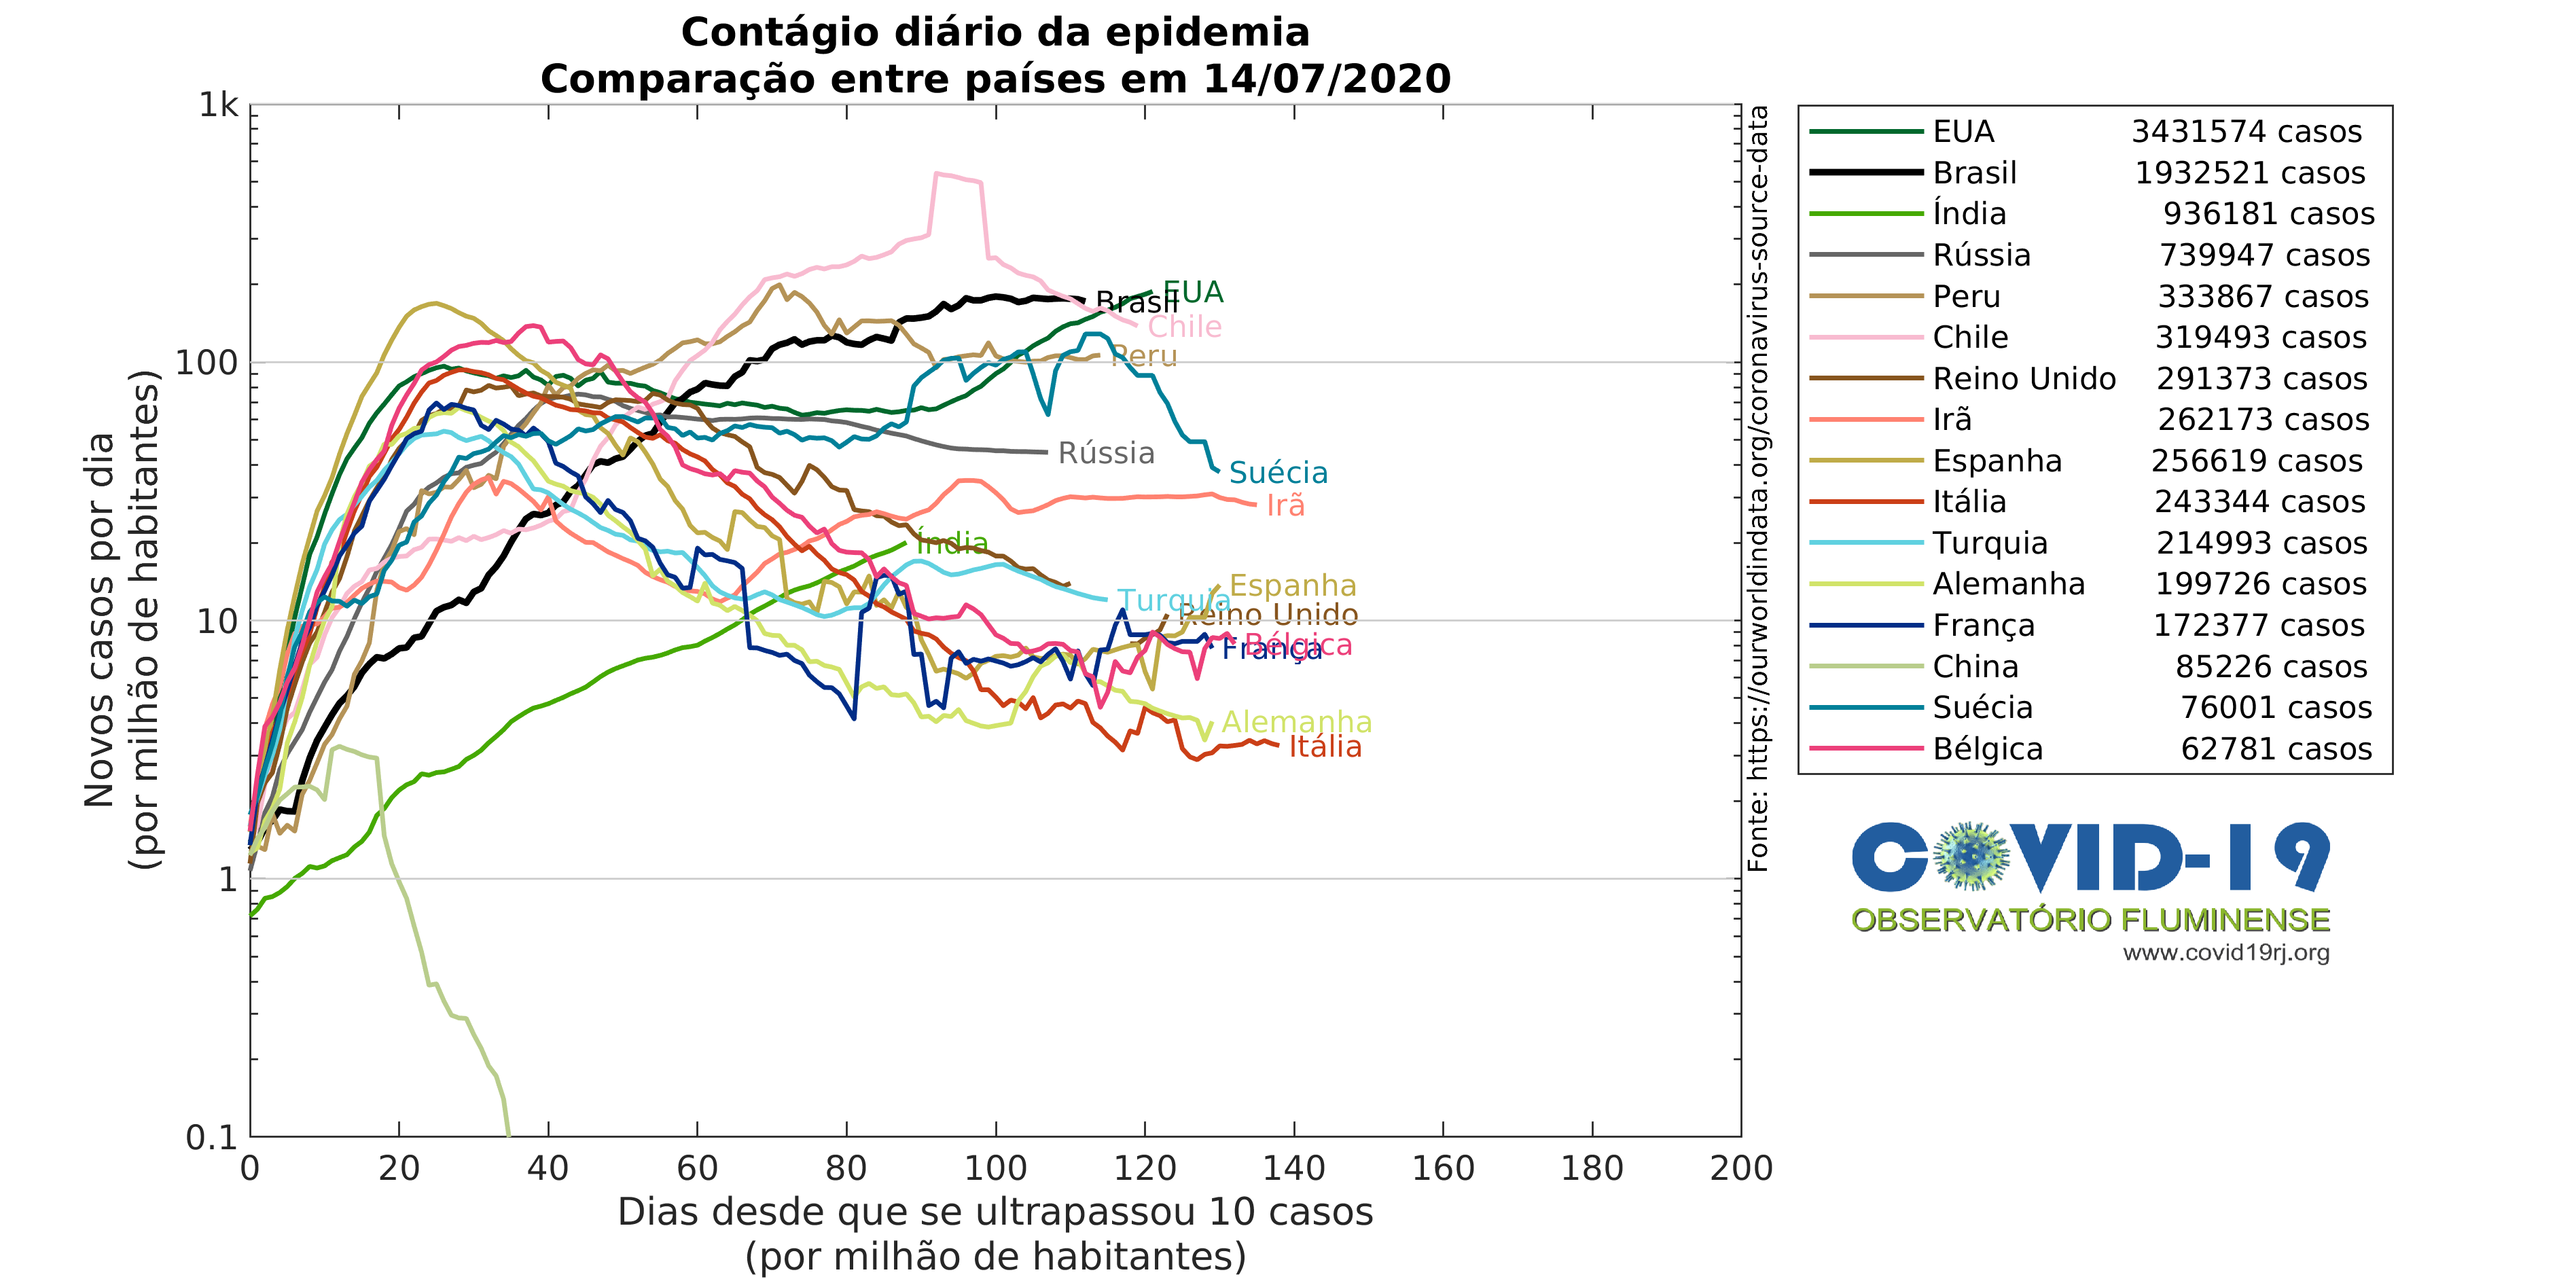 Contágio diário da epidemia
Comparação entre países em 14/07/2020
Novos casos por dia
(por milhão de habitantes)
1k
100
10
1
0.1
0 20 40 60 80 100 120 140 160 180 200
Dias desde que se ultrapassou 10 casos
(por milhão de habitantes)
EUA
Brasil
Chile
Peru
Rússia
Suécia
Irã
Índia
Espanha
Turquia
Reino Unido
Bélgica
França
Alemanha
Itália
Fonte: https://ourworldindata.org/coronavirus-source-data
EUA 3431574 casos
Brasil 1932521 casos
Índia 936181 casos
Rússia 739947 casos
Peru 333867 casos
Chile 319493 casos
Reino Unido 291373 casos
Irã 262173 casos
Espanha 256619 casos
Itália 243344 casos
Turquia 214993 casos
Alemanha 199726 casos
França 172377 casos
China 85226 casos
Suécia 76001 casos
Bélgica 62781 casos
COVID-19
OBSERVATÓRIO FLUMINENSE
www.covid19rj.org